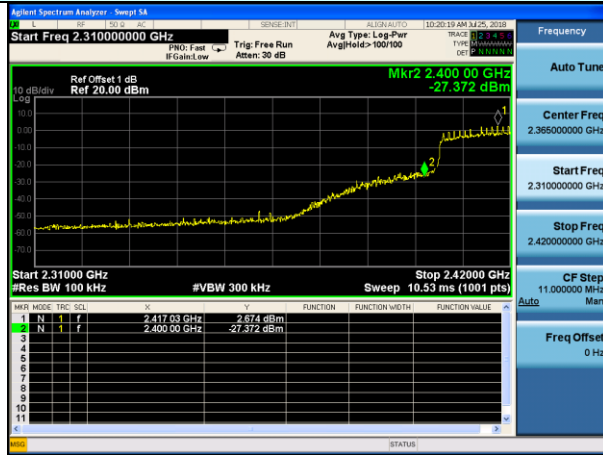 Agilent Spectrum Analyzer - Swept SA
L RF 50 Ω AC SENSE:INT ALIGNAUTO 10:20:19 AM Jul 25, 2018
Start Freq 2.310000000 GHz
PNO: Fast
IFGain:Low
Trig: Free Run
Atten: 30 dB
Avg Type: Log-Pwr
Avg|Hold:>100/100
TRACE 1 2 3 4 5 6
TYPE M
DET P N N N N N
Frequency
Mkr2 2.400 00 GHz
-27.372 dBm
Ref Offset 1 dB
Ref 20.00 dBm
10 dB/div
Log
10.0
0.00
-10.0
-20.0
-30.0
-40.0
-50.0
-60.0
-70.0
1
2
Start 2.31000 GHz
Stop 2.42000 GHz
#Res BW 100 kHz
#VBW 300 kHz
Sweep 10.53 ms (1001 pts)
MKR MODE TRC SCL X Y FUNCTION FUNCTION WIDTH FUNCTION VALUE
1 N 1 f 2.417 03 GHz 2.674 dBm
2 N 1 f 2.400 00 GHz -27.372 dBm
3
4
5
6
7
8
9
10
11
MSG
STATUS
Auto Tune
Center Freq
2.365000000 GHz
Start Freq
2.310000000 GHz
Stop Freq
2.420000000 GHz
CF Step
11.000000 MHz
Auto Man
Freq Offset
0 Hz